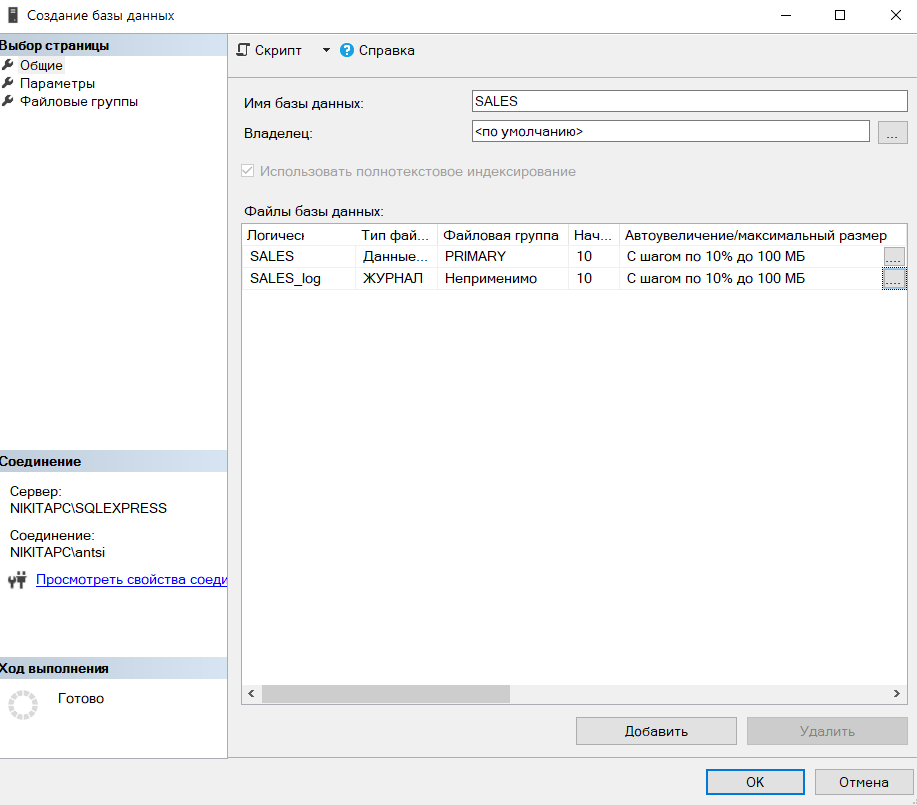 Создание базы данных
Выбор страницы
Общие
Параметры
Файловые группы
Скрипт
Справка
Имя базы данных:
SALES
Владелец:
<по умолчанию>
...
Использовать полнотекстовое индексирование
Файлы базы данных:
Логическ Тип фай... Файловая группа Нач... Автоувеличение/максимальный размер
SALES Данные... PRIMARY 10 С шагом по 10% до 100 МБ ....
SALES_log ЖУРНАЛ Неприменимо 10 С шагом по 10% до 100 МБ ....
Соединение
Сервер:
NIKITAPC\SQLEXPRESS
Соединение:
NIKITAPC\antsi
Просмотреть свойства соеди
Ход выполнения
Готово
Добавить
Удалить
OK
Отмена